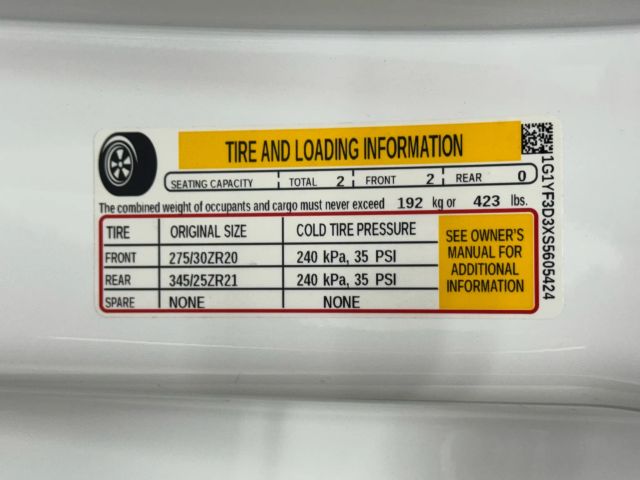 TIRE AND LOADING INFORMATION
SEATING CAPACITY TOTAL 2 FRONT 2 REAR 0
The combined weight of occupants and cargo must never exceed 192 kg or 423 lbs.
TIRE ORIGINAL SIZE COLD TIRE PRESSURE
FRONT 275/30ZR20 240 kPa, 35 PSI
REAR 345/25ZR21 240 kPa, 35 PSI
SPARE NONE NONE
SEE OWNER'S
MANUAL FOR
ADDITIONAL
INFORMATION
1G1YF3D3XS5605424